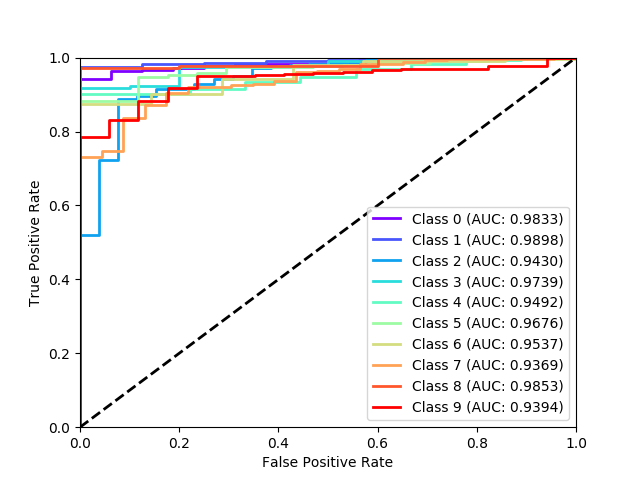 1.0
0.8
0.6
0.4
0.2
0.0
True Positive Rate
Class 0 (AUC: 0.9833)
Class 1 (AUC: 0.9898)
Class 2 (AUC: 0.9430)
Class 3 (AUC: 0.9739)
Class 4 (AUC: 0.9492)
Class 5 (AUC: 0.9676)
Class 6 (AUC: 0.9537)
Class 7 (AUC: 0.9369)
Class 8 (AUC: 0.9853)
Class 9 (AUC: 0.9394)
0.0 0.2 0.4 0.6 0.8 1.0
False Positive Rate